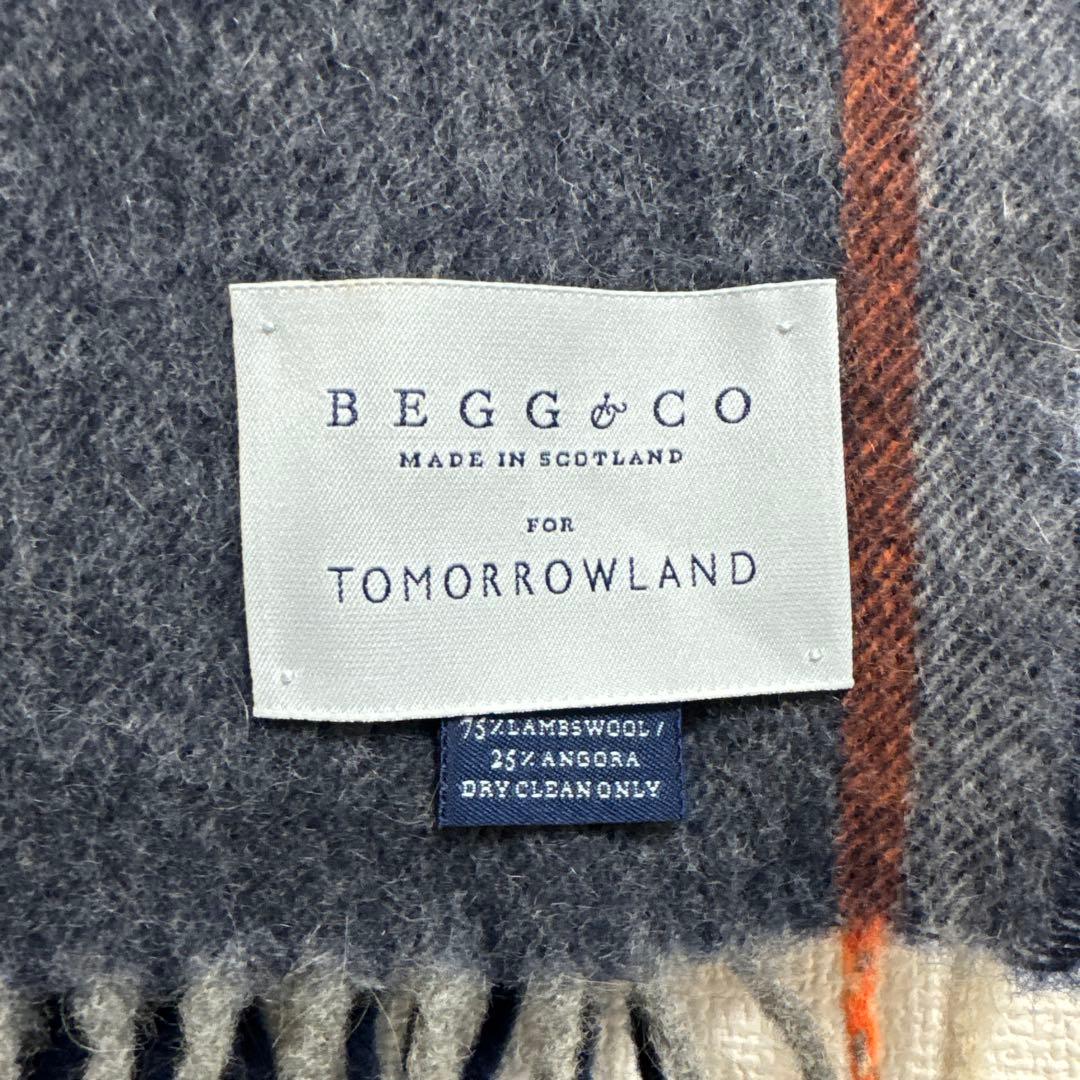 BEGG & CO
MADE IN SCOTLAND
FOR
TOMORROWLAND
75% LAMBSWOOL /
25% ANGORA
DRY CLEAN ONLY